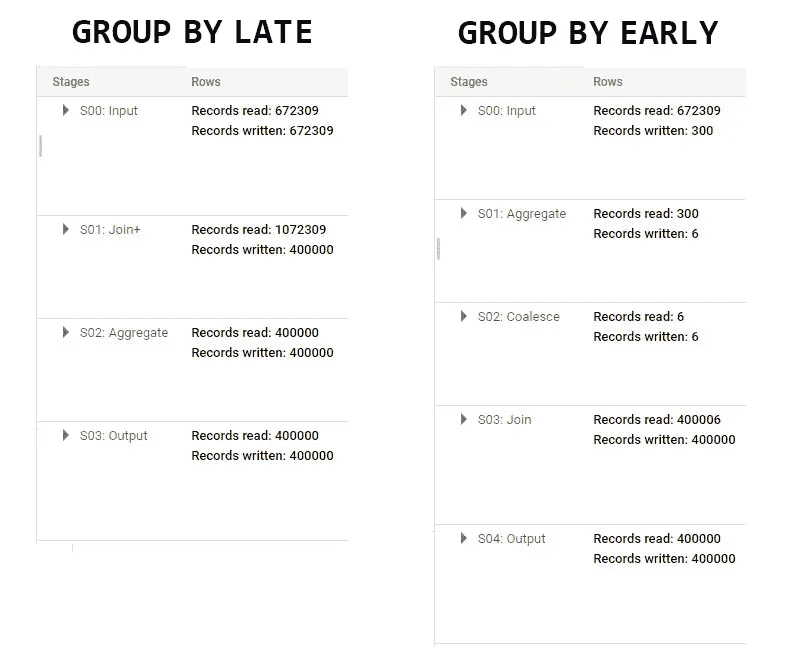 GROUP BY LATE
Stages Rows
S00: Input Records read: 672309
Records written: 672309
S01: Join+ Records read: 1072309
Records written: 400000
S02: Aggregate Records read: 400000
Records written: 400000
S03: Output Records read: 400000
Records written: 400000
GROUP BY EARLY
Stages Rows
S00: Input Records read: 672309
Records written: 300
S01: Aggregate Records read: 300
Records written: 6
S02: Coalesce Records read: 6
Records written: 6
S03: Join Records read: 400006
Records written: 400000
S04: Output Records read: 400000
Records written: 400000